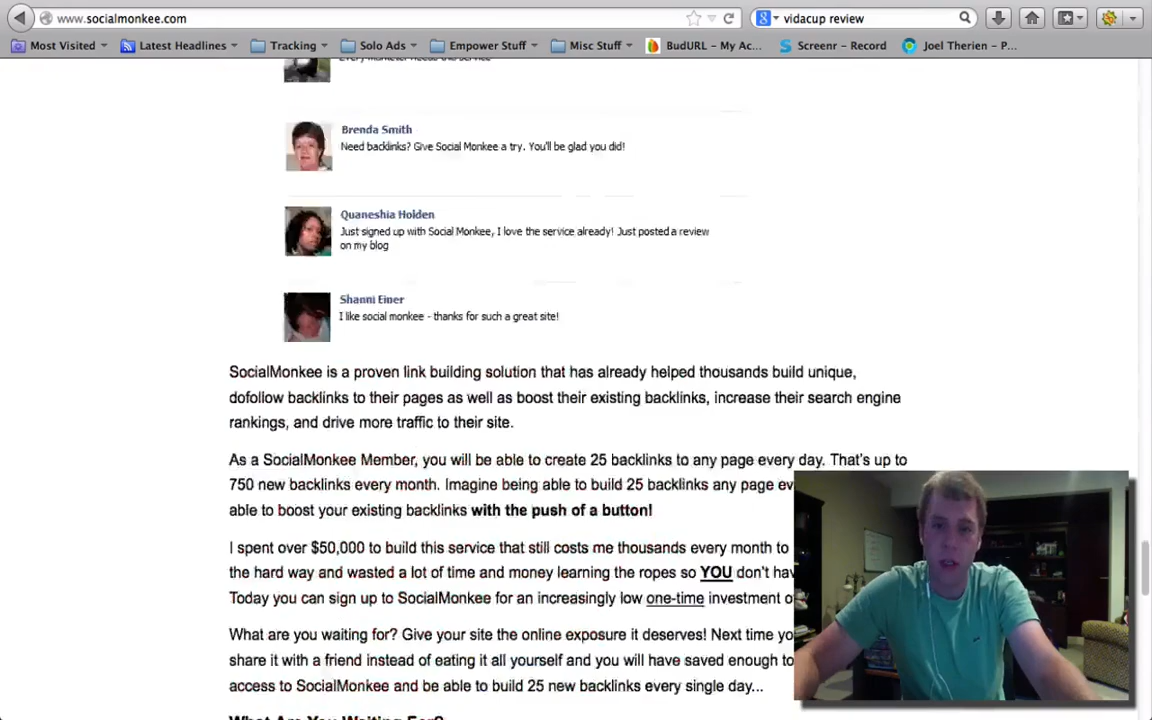 www.socialmonkee.com
vidacup review
Most Visited
Latest Headlines
Tracking
Solo Ads
Empower Stuff
Misc Stuff
BudURL - My Ac...
Screenr - Record
Joel Therien - P...
Every marketer needs this service
Brenda Smith
Need backlinks? Give Social Monkee a try. You'll be glad you did!
Quaneshia Holden
Just signed up with Social Monkee, I love the service already! Just posted a review
on my blog
Shanni Einer
I like social monkee - thanks for such a great site!
SocialMonkee is a proven link building solution that has already helped thousands build unique,
dofollow backlinks to their pages as well as boost their existing backlinks, increase their search engine
rankings, and drive more traffic to their site.
As a SocialMonkee Member, you will be able to create 25 backlinks to any page every day. That's up to
750 new backlinks every month. Imagine being able to build 25 backlinks any page ev
able to boost your existing backlinks with the push of a button!
I spent over $50,000 to build this service that still costs me thousands every month to
the hard way and wasted a lot of time and money learning the ropes so YOU don't hav
Today you can sign up to SocialMonkee for an increasingly low one-time investment o
What are you waiting for? Give your site the online exposure it deserves! Next time yo
share it with a friend instead of eating it all yourself and you will have saved enough to
access to SocialMonkee and be able to build 25 new backlinks every single day...
What Are You Waiting For?